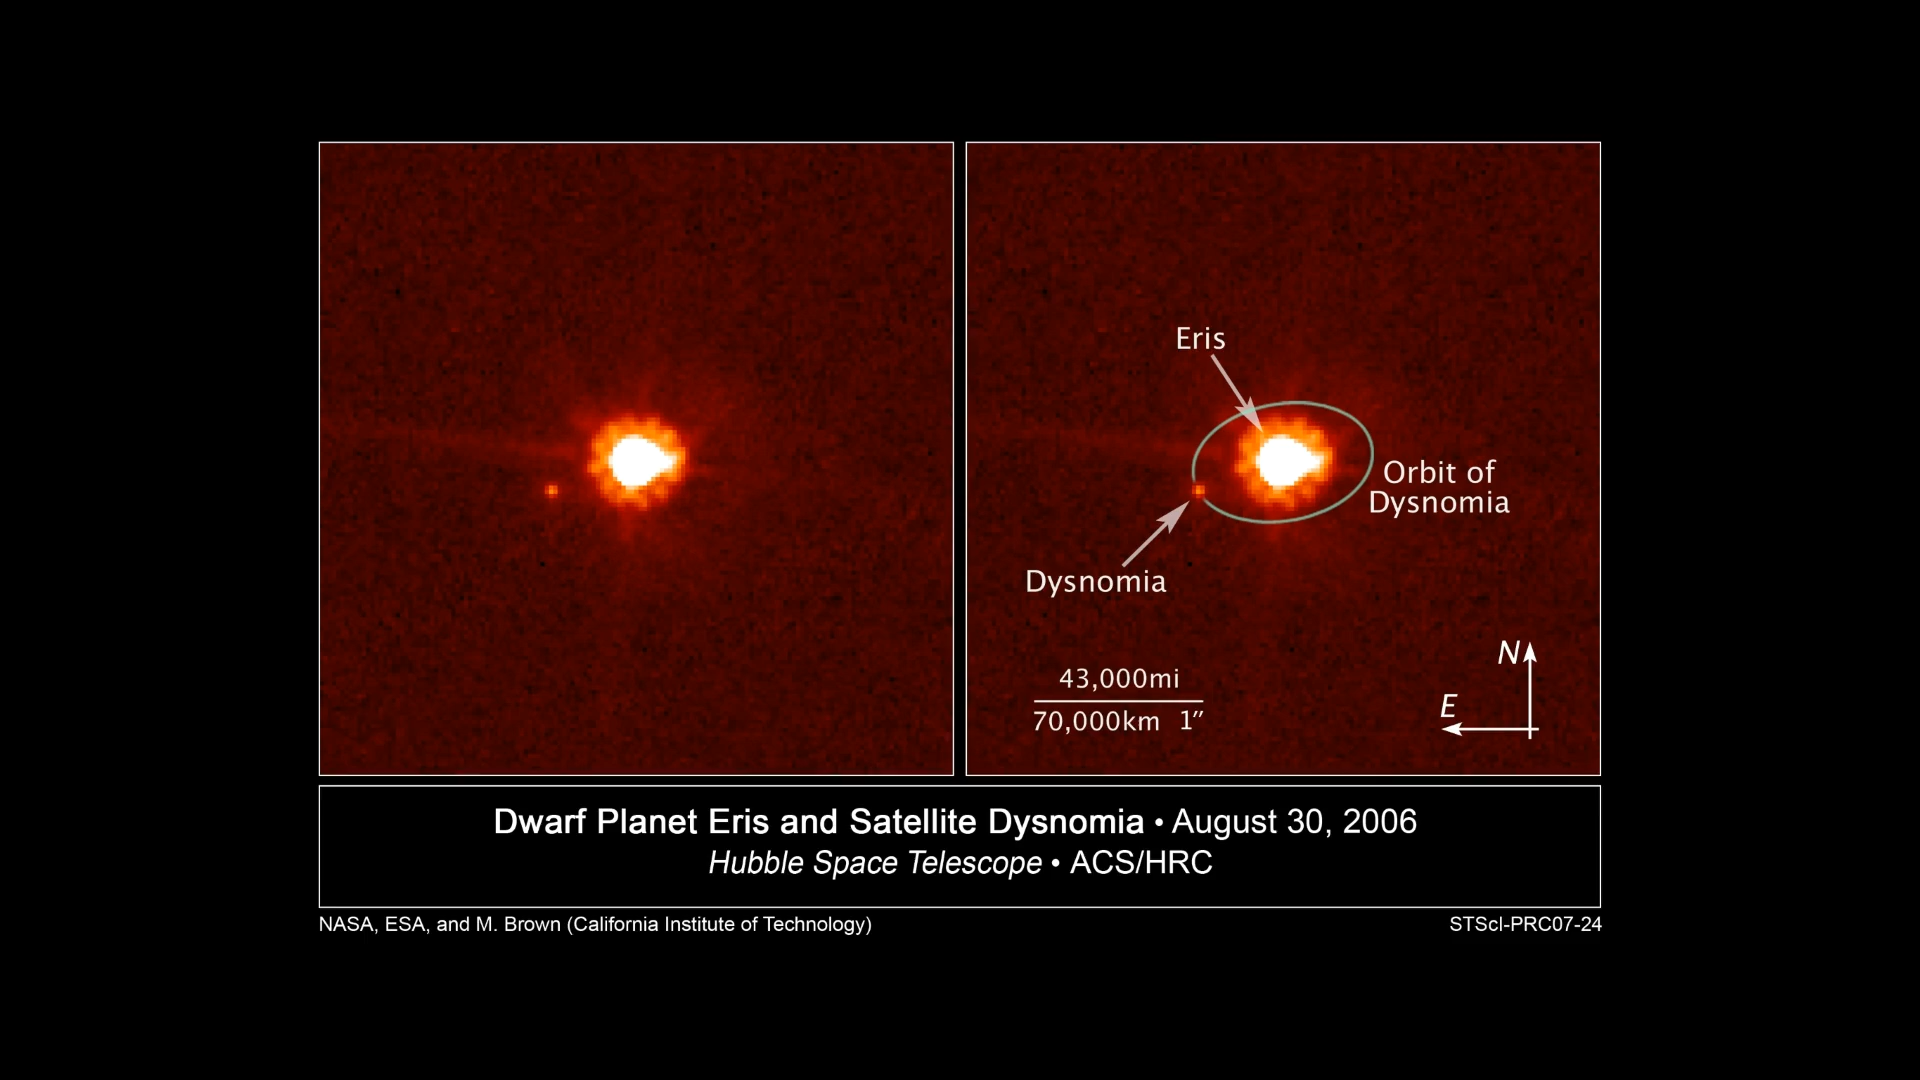 Eris
Orbit of
Dysnomia
Dysnomia
43,000mi
70,000km 1″
N
E
Dwarf Planet Eris and Satellite Dysnomia • August 30, 2006
Hubble Space Telescope • ACS/HRC
NASA, ESA, and M. Brown (California Institute of Technology)
STScI-PRC07-24